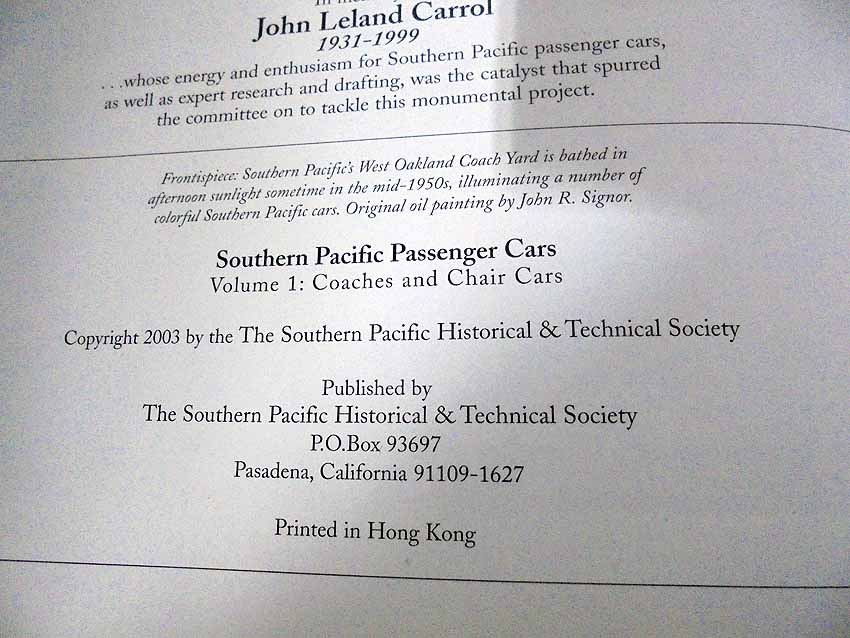 John Leland Carrol
1931-1999
. . .whose energy and enthusiasm for Southern Pacific passenger cars,
as well as expert research and drafting, was the catalyst that spurred
the committee on to tackle this monumental project.
Frontispiece: Southern Pacific's West Oakland Coach Yard is bathed in
afternoon sunlight sometime in the mid-1950s, illuminating a number of
colorful Southern Pacific cars. Original oil painting by John R. Signor.
Southern Pacific Passenger Cars
Volume 1: Coaches and Chair Cars
Copyright 2003 by the The Southern Pacific Historical & Technical Society
Published by
The Southern Pacific Historical & Technical Society
P.O.Box 93697
Pasadena, California 91109-1627
Printed in Hong Kong